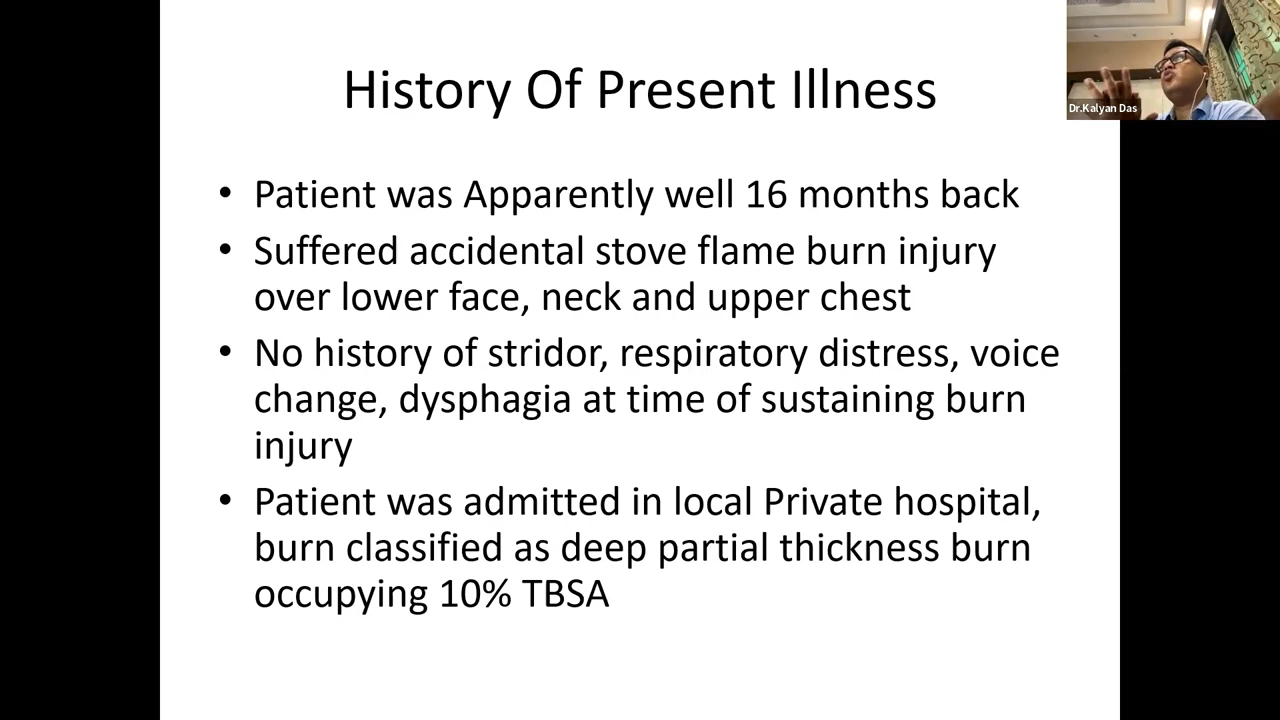 History Of Present Illness
Dr.Kalyan Das
• Patient was Apparently well 16 months back
• Suffered accidental stove flame burn injury
over lower face, neck and upper chest
• No history of stridor, respiratory distress, voice
change, dysphagia at time of sustaining burn
injury
• Patient was admitted in local Private hospital,
burn classified as deep partial thickness burn
occupying 10% TBSA